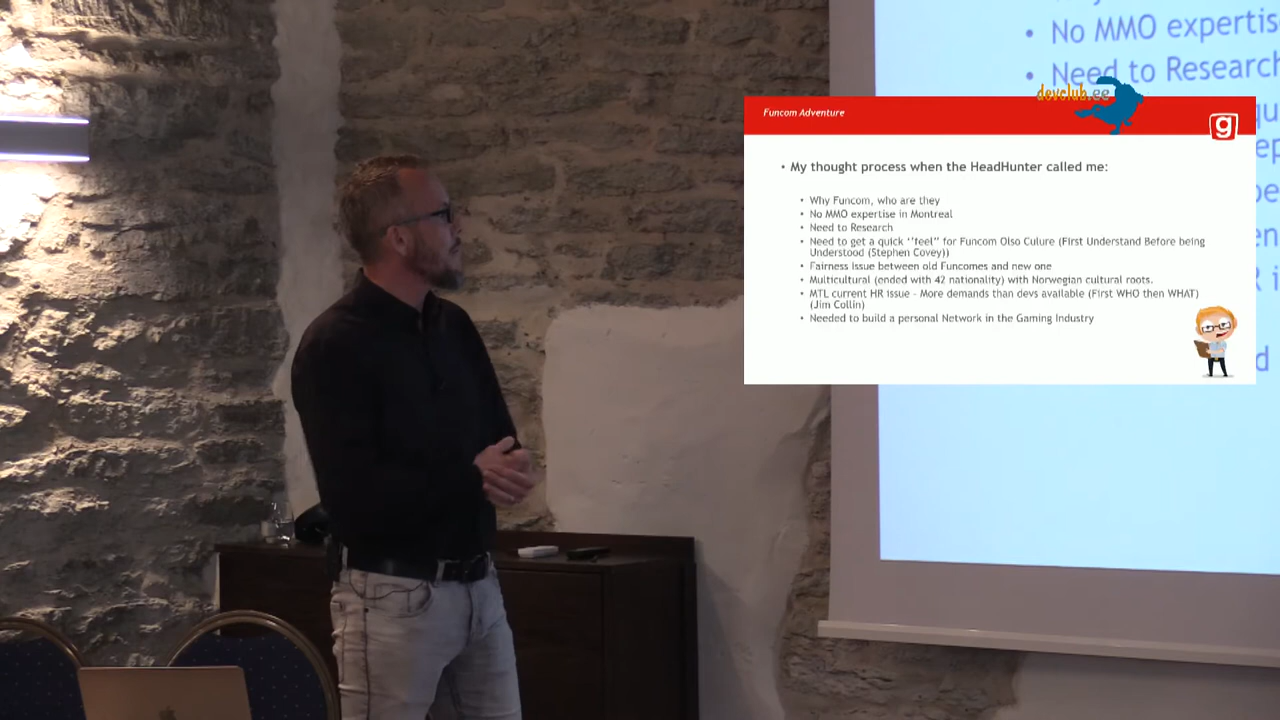 • No MMO expertis
• Need to Research
devclub.ee
Funcom Adventure
g
• My thought process when the HeadHunter called me:
• Why Funcom, who are they
• No MMO expertise in Montreal
• Need to Research
• Need to get a quick ‘‘feel’’ for Funcom Olso Culure (First Understand Before being
Understood (Stephen Covey))
• Fairness issue between old Funcomes and new one
• Multicultural (ended with 42 nationality) with Norwegian cultural roots.
• MTL current HR issue - More demands than devs available (First WHO then WHAT)
(Jim Collin)
• Needed to build a personal Network in the Gaming Industry